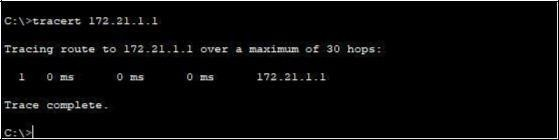 C:\>tracert 172.21.1.1
Tracing route to 172.21.1.1 over a maximum of 30 hops:
1 0 ms 0 ms 0 ms 172.21.1.1
Trace complete.
C:\>